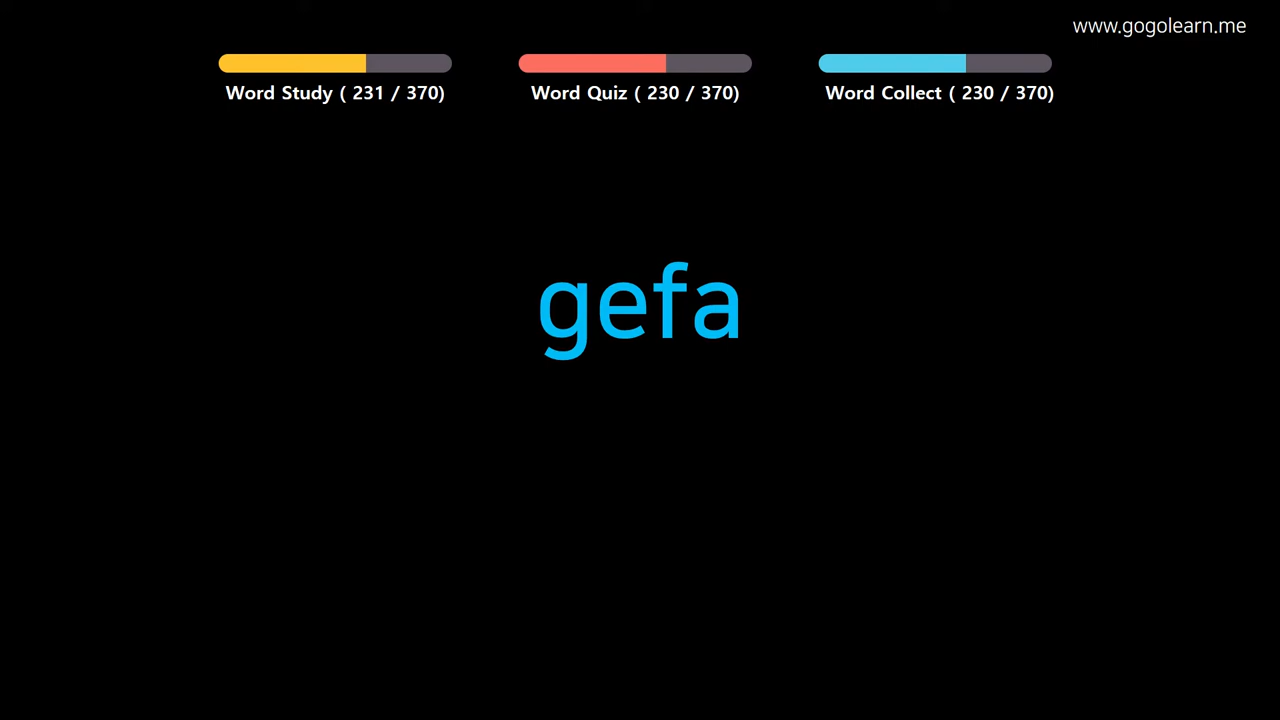 www.gogolearn.me
Word Study ( 231 / 370)
Word Quiz ( 230 / 370)
Word Collect ( 230 / 370)
gefa